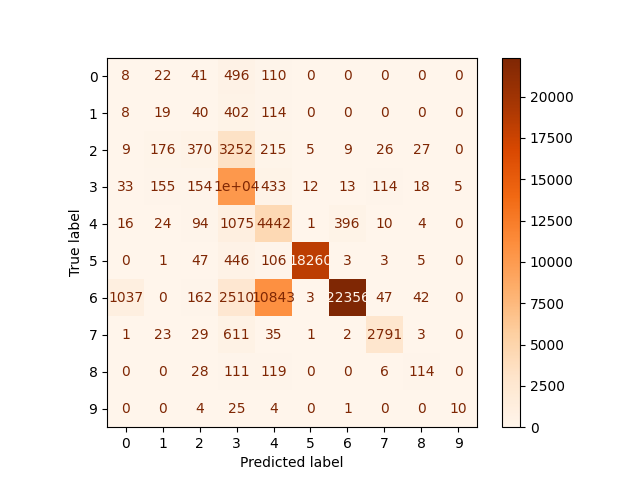 0 8 22 41 496 110 0 0 0 0 0
1 8 19 40 402 114 0 0 0 0 0
2 9 176 370 3252 215 5 9 26 27 0
3 33 155 154 1e+04 433 12 13 114 18 5
4 16 24 94 1075 4442 1 396 10 4 0
5 0 1 47 446 106 18260 3 3 5 0
6 1037 0 162 2510 10843 3 22356 47 42 0
7 1 23 29 611 35 1 2 2791 3 0
8 0 0 28 111 119 0 0 6 114 0
9 0 0 4 25 4 0 1 0 0 10
0 1 2 3 4 5 6 7 8 9
Predicted label
True label
20000
17500
15000
12500
10000
7500
5000
2500
0